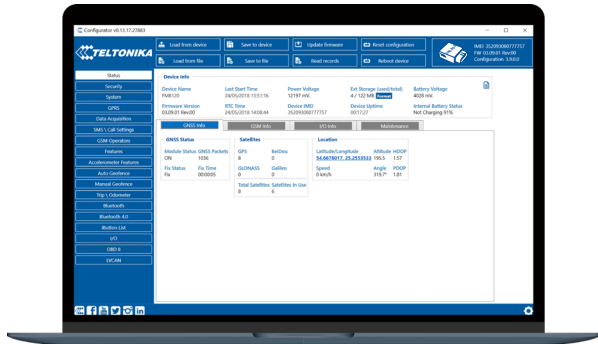 Configurator v0.13.17.27883
TELTONIKA
Load from device
Save to device
Update firmware
Reset configuration
Load from file
Save to file
Read records
Reboot device
IMEI 352093080777757
FW 03.09.01 Rev:00
Configuration 1.9.0.0
Status
Security
System
GPRS
Data Acquisition
SMS \ Call Settings
GSM Operators
Features
Accelerometer Features
Auto Geofence
Manual Geofence
Trip \ Odometer
Bluetooth
Bluetooth 4.0
iButton List
I/O
OBD II
LVCAN
Device Info
Device Name
FMB120
Last Start Time
24/05/2018 13:51:16
Power Voltage
12197 mV.
Ext Storage (used/total)
4 / 122 MB Format
Battery Voltage
4028 mV.
Firmware Version
03.09.01 Rev:00
RTC Time
24/05/2018 14:08:44
Device IMEI
352093080777757
Device Uptime
00:17:27
Internal Battery Status
Not Charging 91%
GNSS Info
GSM Info
I/O Info
Maintenance
GNSS Status
Module Status GNSS Packets
ON 1036
Fix Status Fix Time
Fix 00:00:05
Satellites
GPS BeiDou
8 0
GLONASS Galileo
0 0
Total Satellites Satellites In Use
8 6
Location
Latitude/Longitude Altitude HDOP
54.6678017, 25.2553533 195.5 1.57
Speed Angle PDOP
0 km/h 319.7° 1.81